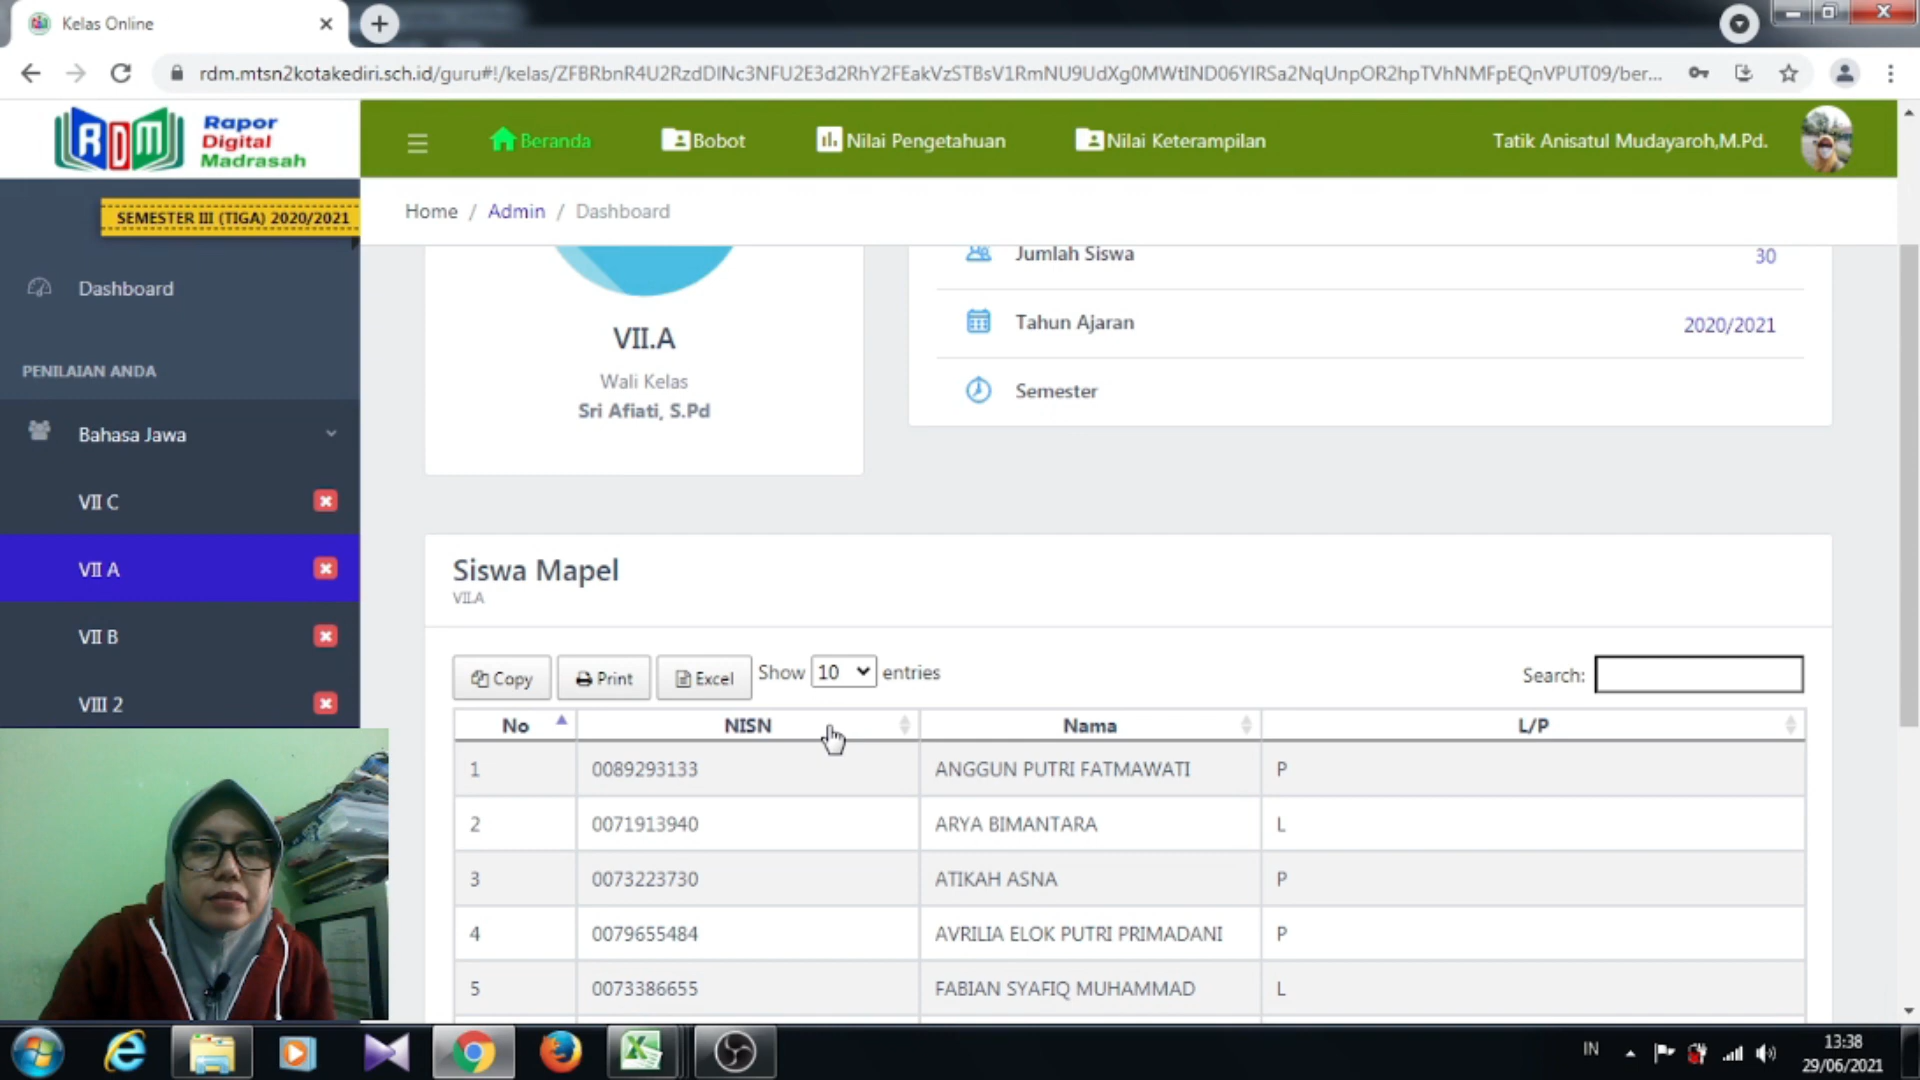 Kelas Online
rdm.mtsn2kotakediri.sch.id/guru#!/kelas/
RDM Rapor Digital Madrasah
Beranda
Bobot
Nilai Pengetahuan
Nilai Keterampilan
Tatik Anisatul Mudayaroh,M.Pd.
SEMESTER III (TIGA) 2020/2021
Home / Admin / Dashboard
Dashboard
PENILAIAN ANDA
Bahasa Jawa
VII C
VII A
VII B
VIII 2
VII.A
Wali Kelas
Sri Afiati, S.Pd
Jumlah Siswa 30
Tahun Ajaran 2020/2021
Semester
Siswa Mapel
VII.A
Copy Print Excel Show 10 entries Search:
No NISN Nama L/P
1 0089293133 ANGGUN PUTRI FATMAWATI P
2 0071913940 ARYA BIMANTARA L
3 0073223730 ATIKAH ASNA P
4 0079655484 AVRILIA ELOK PUTRI PRIMADANI P
5 0073386655 FABIAN SYAFIQ MUHAMMAD L
IN
13:38
29/06/2021